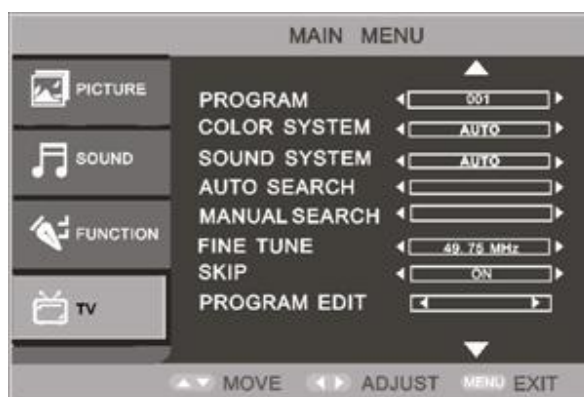 MAIN MENU
PICTURE
SOUND
FUNCTION
TV
PROGRAM 001
COLOR SYSTEM AUTO
SOUND SYSTEM AUTO
AUTO SEARCH
MANUAL SEARCH
FINE TUNE 49.75 MHz
SKIP ON
PROGRAM EDIT
MOVE ADJUST MENU EXIT